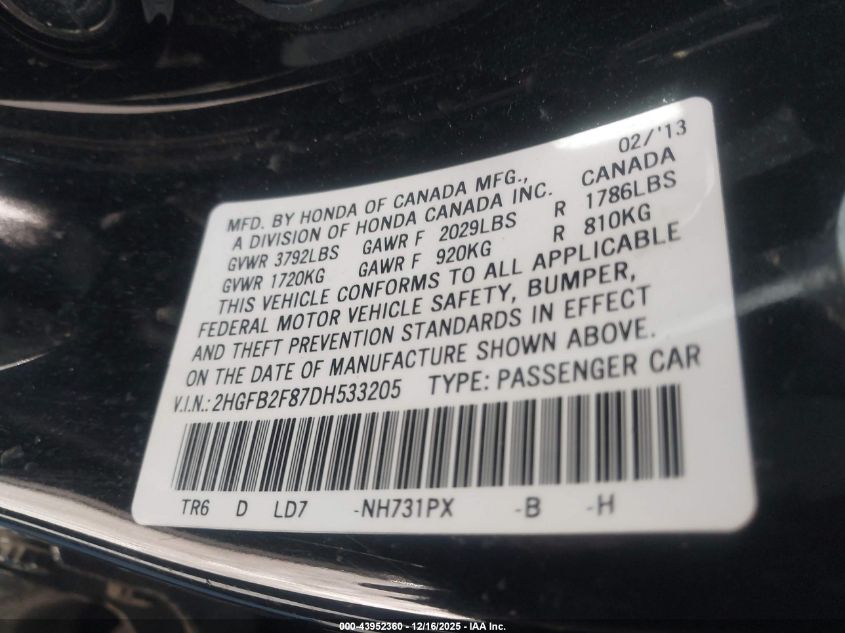 02/'13
MFD. BY HONDA OF CANADA MFG.,
A DIVISION OF HONDA CANADA INC. CANADA
GVWR 3792LBS GAWR F 2029LBS R 1786LBS
GVWR 1720KG GAWR F 920KG R 810KG
THIS VEHICLE CONFORMS TO ALL APPLICABLE
FEDERAL MOTOR VEHICLE SAFETY, BUMPER,
AND THEFT PREVENTION STANDARDS IN EFFECT
ON THE DATE OF MANUFACTURE SHOWN ABOVE.
V.I.N.: 2HGFB2F87DH533205 TYPE: PASSENGER CAR
TR6 D LD7 -NH731PX -B -H
000-43952360 - 12/16/2025 - IAA Inc.